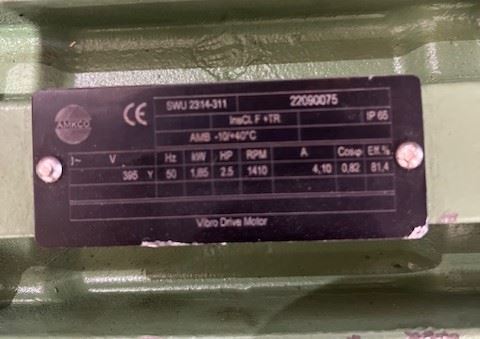 AMKCO
CE
SWU 2314-311 22090075
InsCl. F +TR IP 65
AMB -10/+40°C
]~ V Hz kW HP RPM A Cosφ Eff.%
395 Y 50 1,85 2.5 1410 4,10 0,82 81,4
Vibro Drive Motor